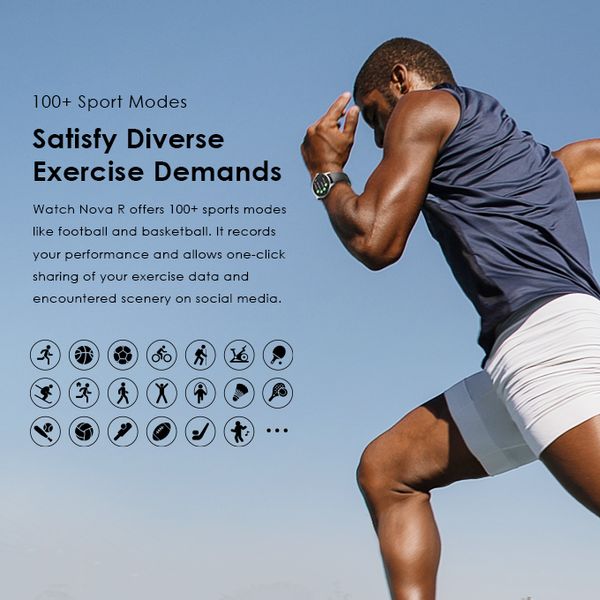 100+ Sport Modes
Satisfy Diverse
Exercise Demands
Watch Nova R offers 100+ sports modes
like football and basketball. It records
your performance and allows one-click
sharing of your exercise data and
encountered scenery on social media.